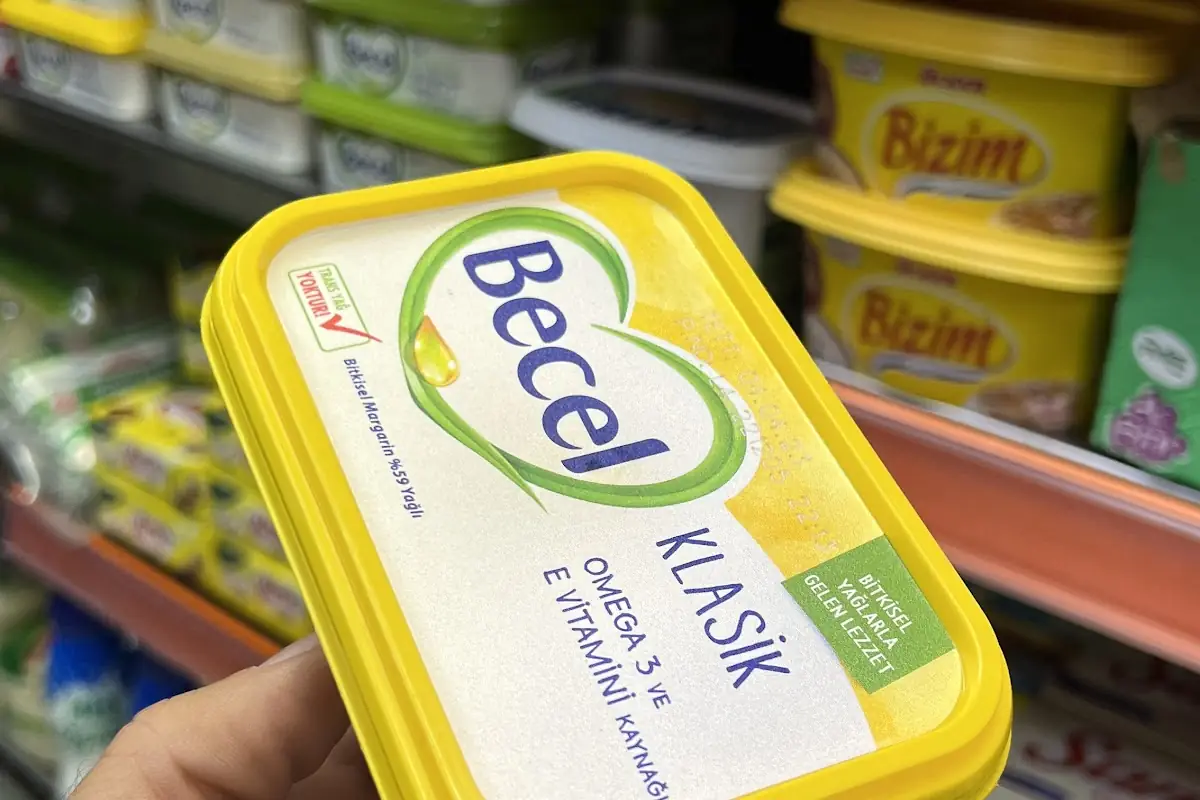 Becel
TRANS YAĞ
YOKTUR!
Bitkisel Margarin %59 Yağlı
KLASİK
OMEGA 3 VE
E VİTAMİNİ KAYNAĞI
BİTKİSEL
YAĞLARLA
GELEN LEZZET
Bizim
Bizim